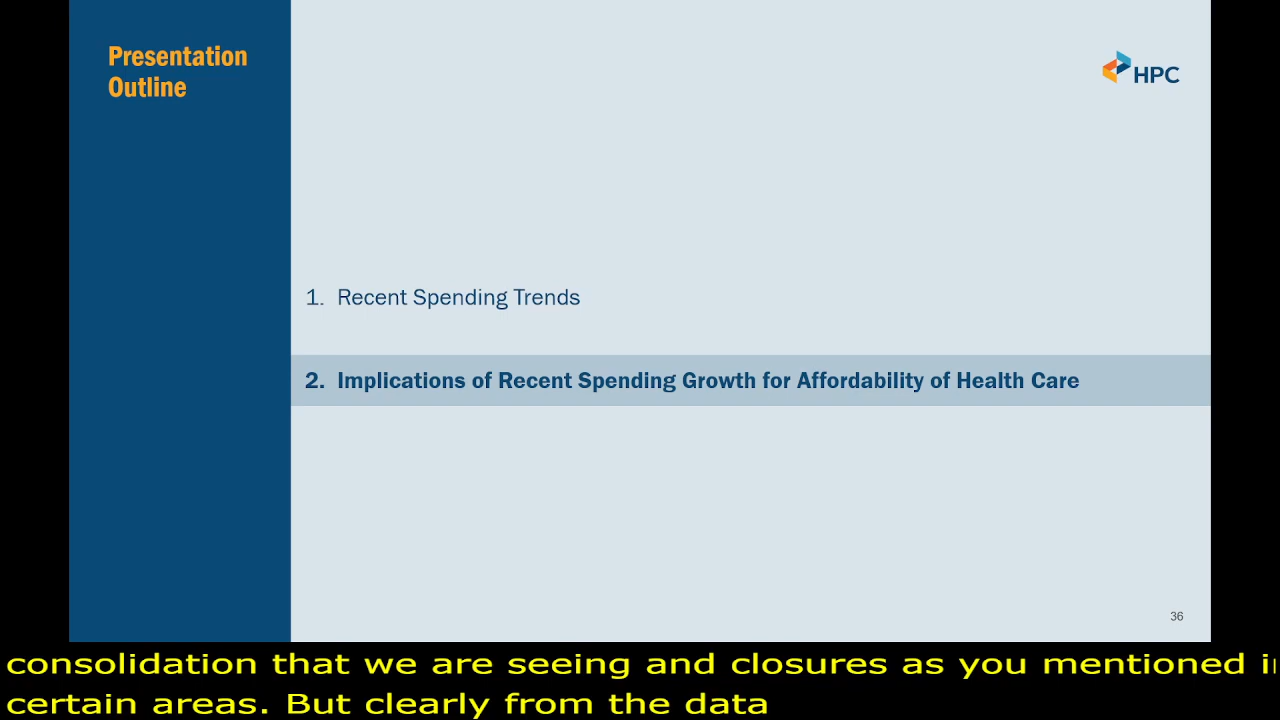 Presentation
Outline
HPC
1. Recent Spending Trends
2. Implications of Recent Spending Growth for Affordability of Health Care
36
consolidation that we are seeing and closures as you mentioned
certain areas. But clearly from the data